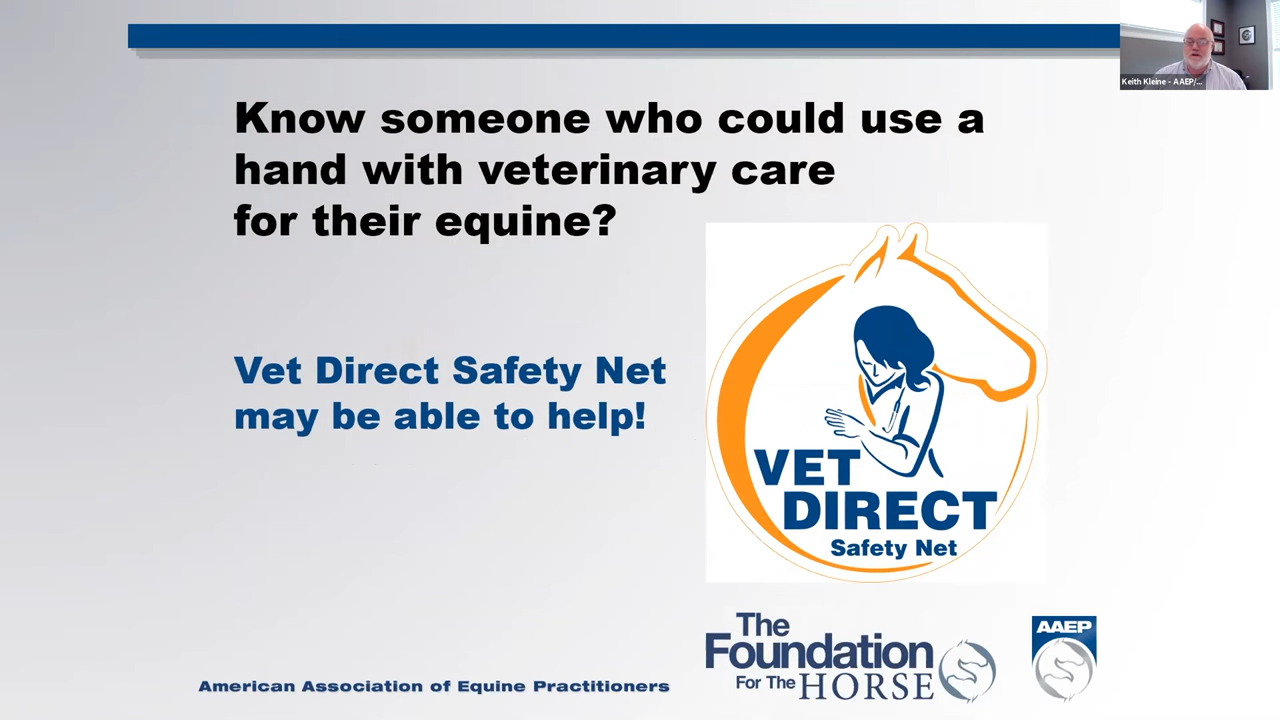 Know someone who could use a
hand with veterinary care
for their equine?
Vet Direct Safety Net
may be able to help!
VET
DIRECT
Safety Net
The
Foundation
For The HORSE
AAEP
American Association of Equine Practitioners
Keith Kleine - AAEP/...